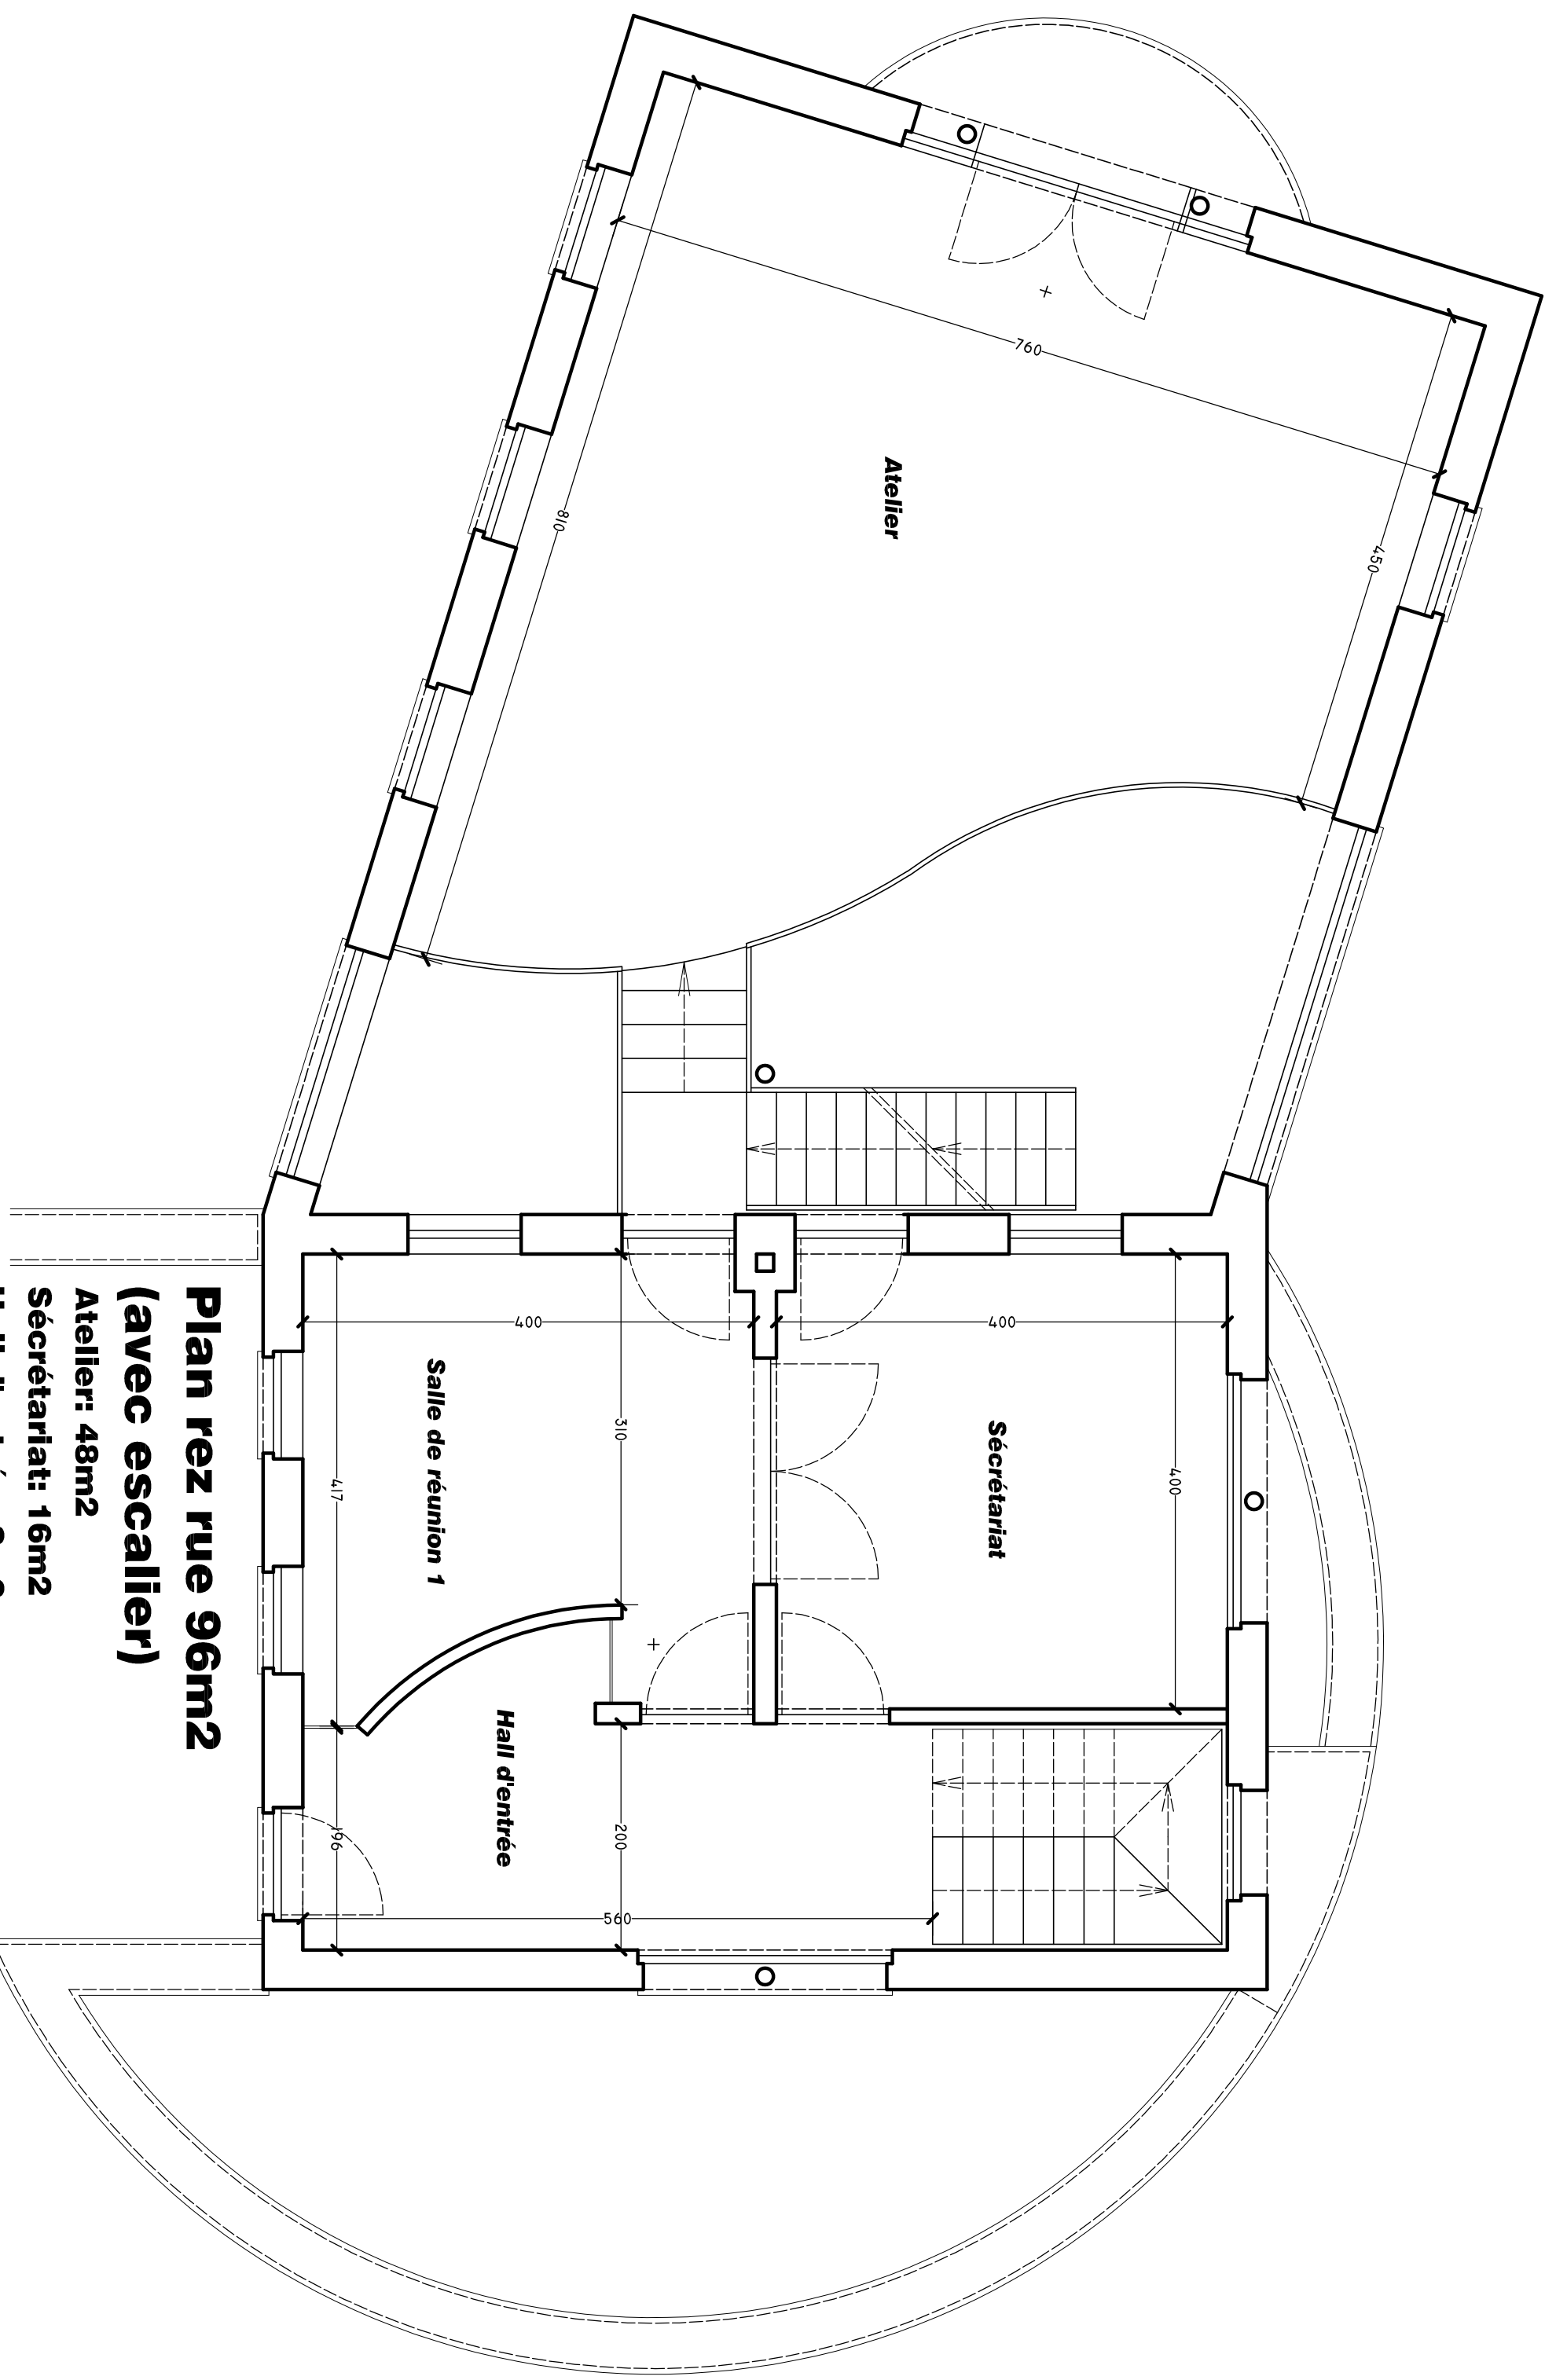 Plan rez rue 96m2
(avec escalier)
Atelier: 48m2
Sécrétariat: 16m2
Atelier
760
450
810
Sécrétariat
400
400
Salle de réunion 1
400
310
417
Hall d'entrée
200
196
560